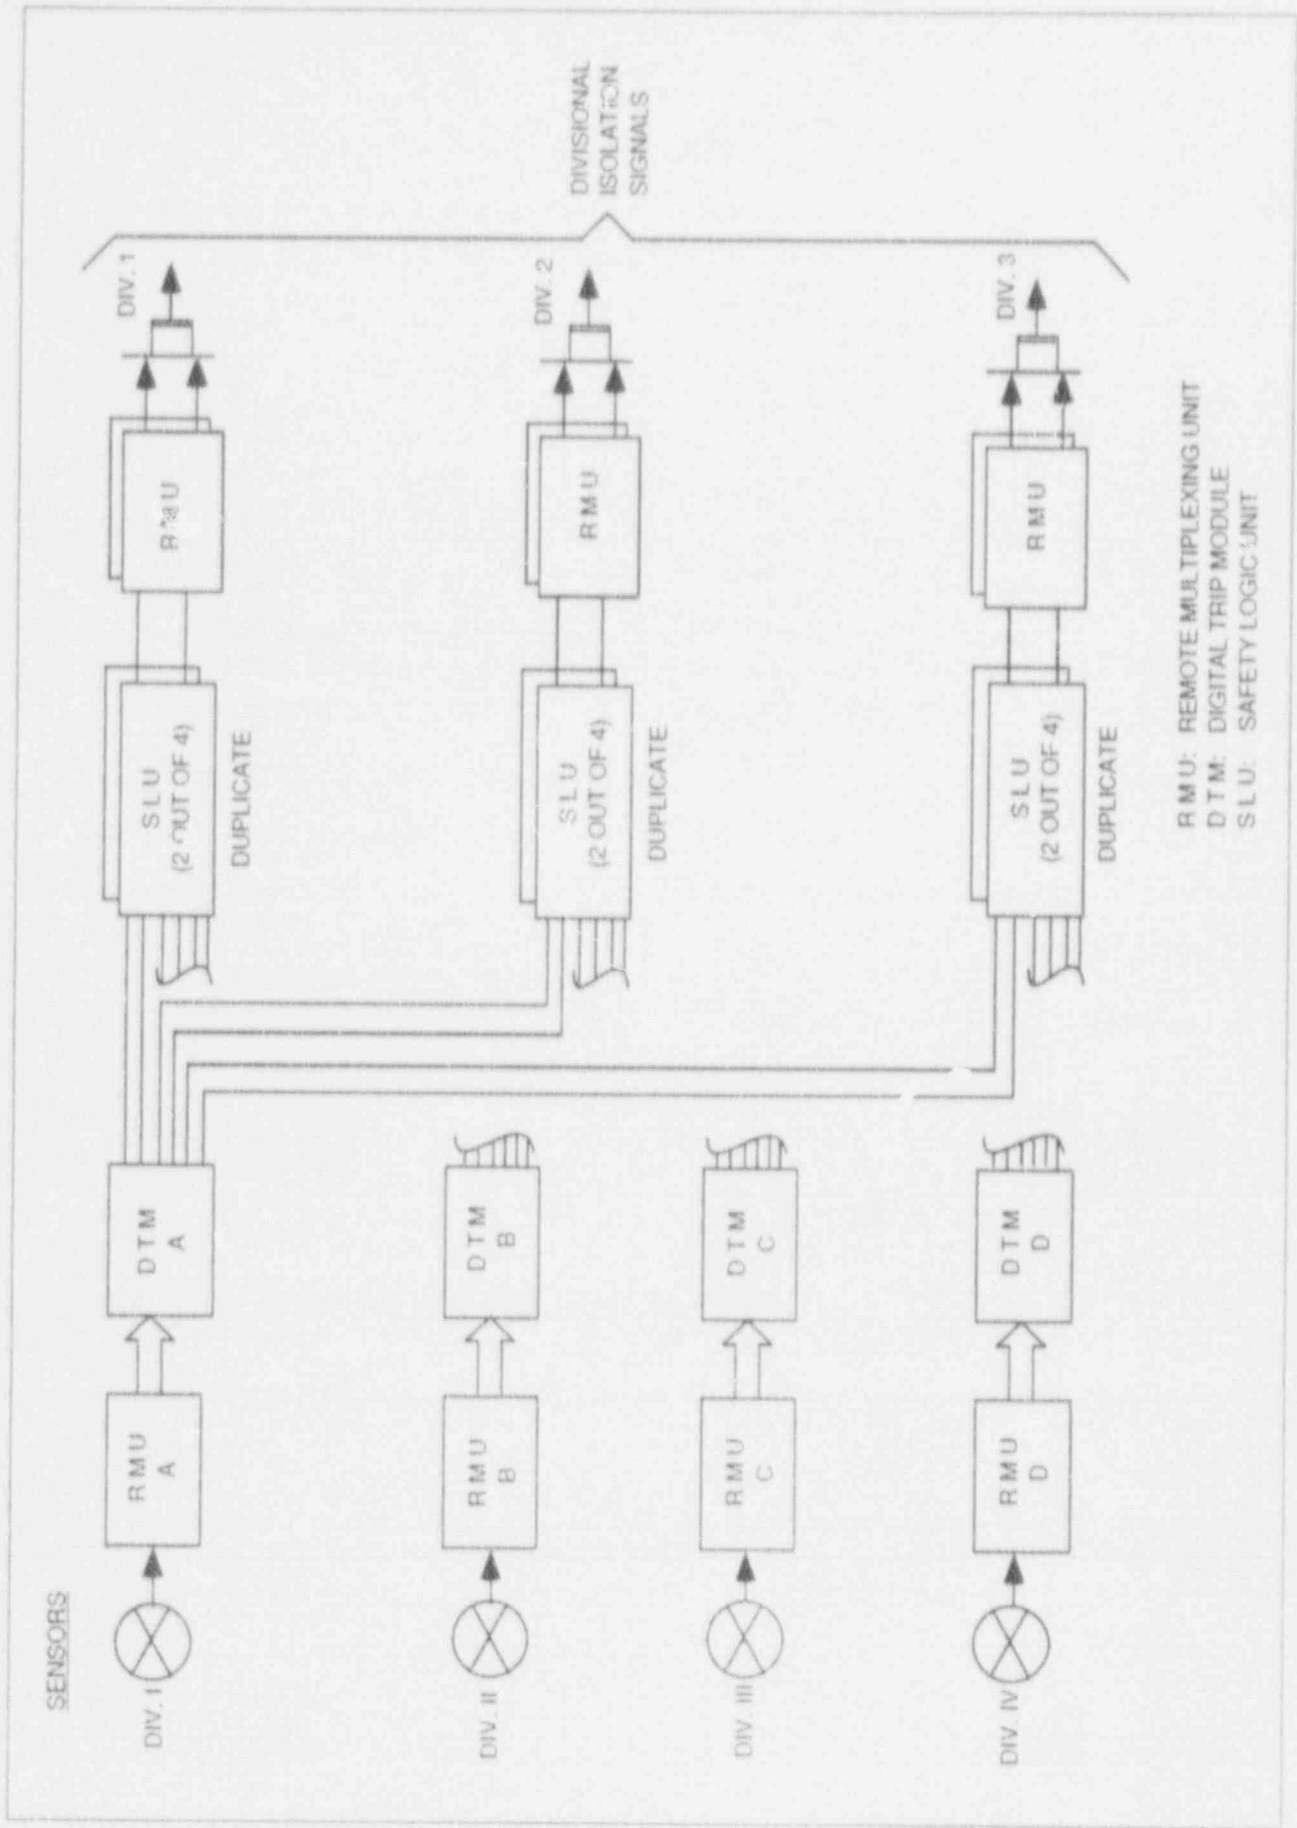 SENSORS
DIV. I
RMU
A
DTM
A
SLU
(2 OUT OF 4)
DUPLICATE
RMU
DIV. 1
DIV. II
RMU
B
DTM
B
SLU
(2 OUT OF 4)
DUPLICATE
RMU
DIV. 2
DIVISIONAL
ISOLATION
SIGNALS
DIV. III
RMU
C
DTM
C
DIV. IV
RMU
D
DTM
D
SLU
(2 OUT OF 4)
DUPLICATE
RMU
DIV. 3
RMU: REMOTE MULTIPLEXING UNIT
DTM: DIGITAL TRIP MODULE
SLU: SAFETY LOGIC UNIT